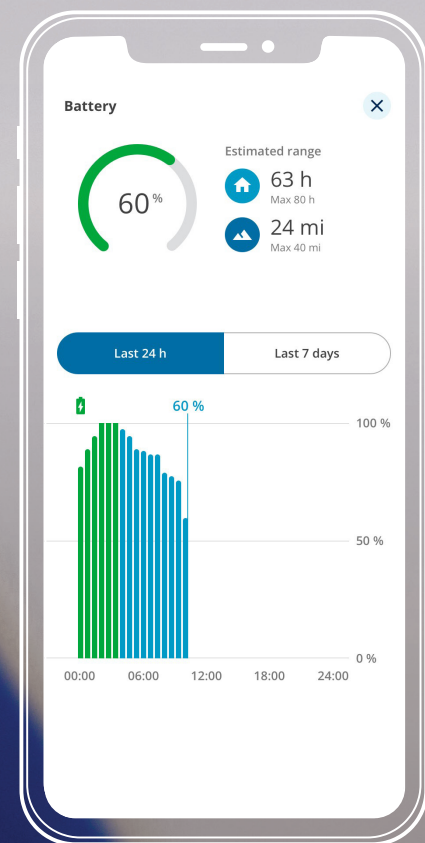 Battery
60 %
Estimated range
63 h
Max 80 h
24 mi
Max 40 mi
Last 24 h
Last 7 days
60 %
100 %
50 %
0 %
00:00 06:00 12:00 18:00 24:00